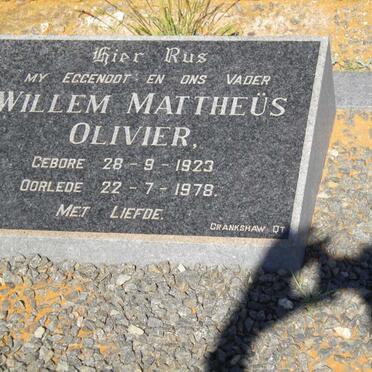 Hier Rus
MY EGGENOOT EN ONS VADER
WILLEM MATTHEÜS
OLIVIER,
GEBORE 28-9-1923
OORLEDE 22-7-1978.
MET LIEFDE.
CRANKSHAW DT